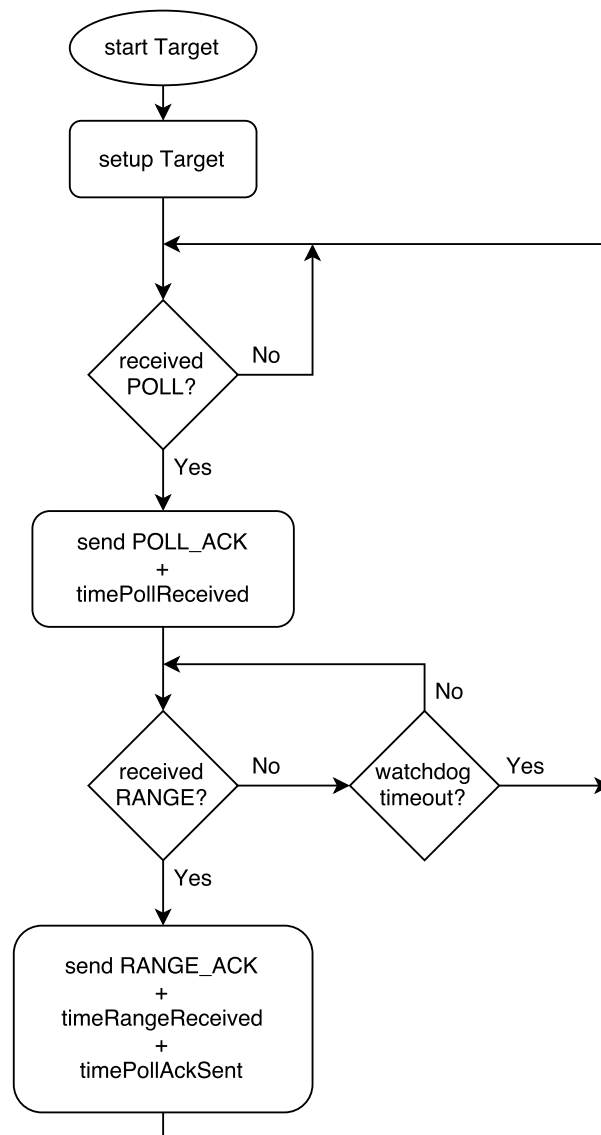 start Target
setup Target
received
POLL?
No
Yes
send POLL_ACK
+
timePollReceived
No
received
RANGE?
No
watchdog
timeout?
Yes
Yes
send RANGE_ACK
+
timeRangeReceived
+
timePollAckSent